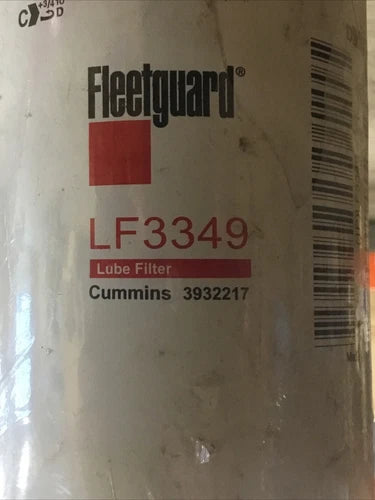 C D
Fleetguard®
LF3349
Lube Filter
Cummins 3932217